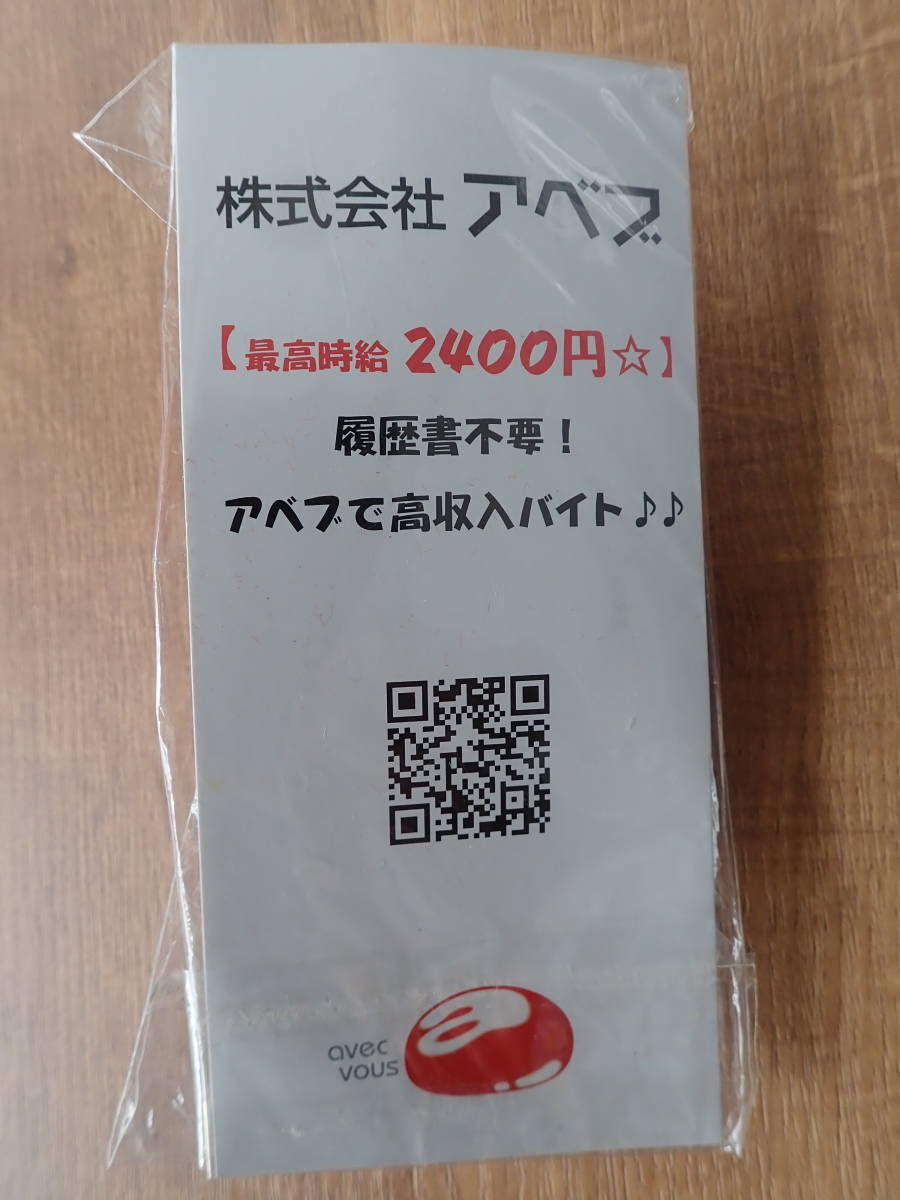 株式会社 アベブ
【最高時給 2400円☆】
履歴書不要！
アベブで高収入バイト♪♪
avec
vous